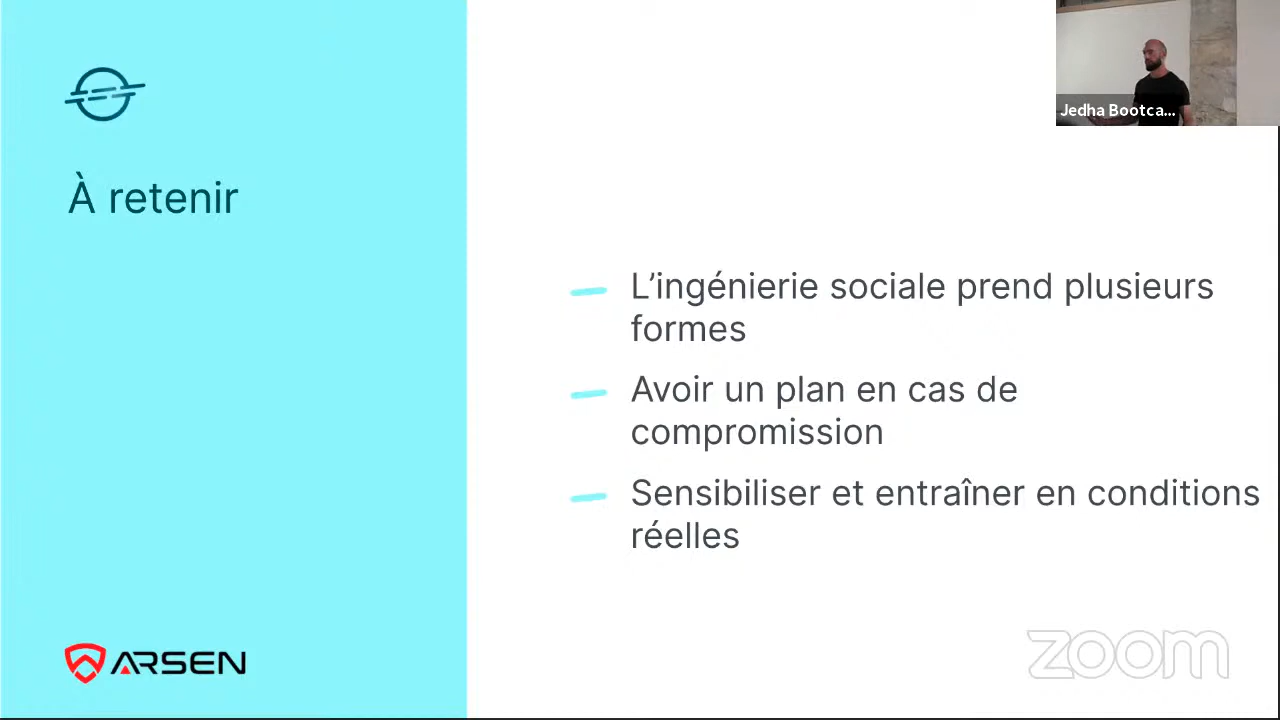 Jedha Bootca...
À retenir
L’ingénierie sociale prend plusieurs
formes
Avoir un plan en cas de
compromission
Sensibiliser et entraîner en conditions
réelles
ARSEN
zoom